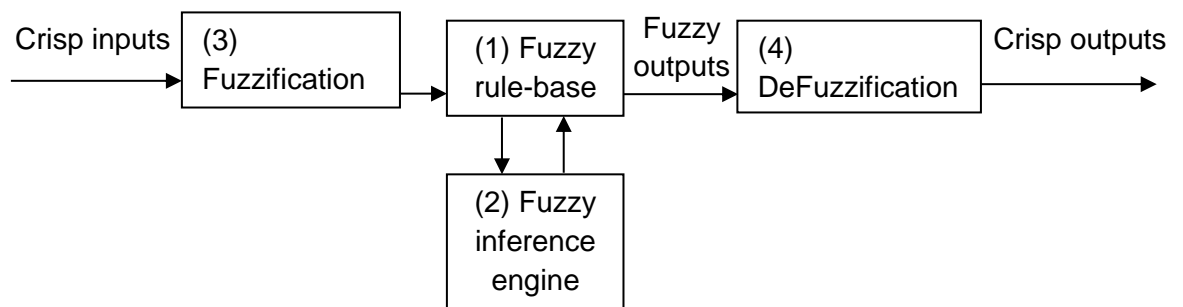 Crisp inputs
(3)
Fuzzification
(1) Fuzzy
rule-base
Fuzzy
outputs
(4)
DeFuzzification
Crisp outputs
(2) Fuzzy
inference
engine